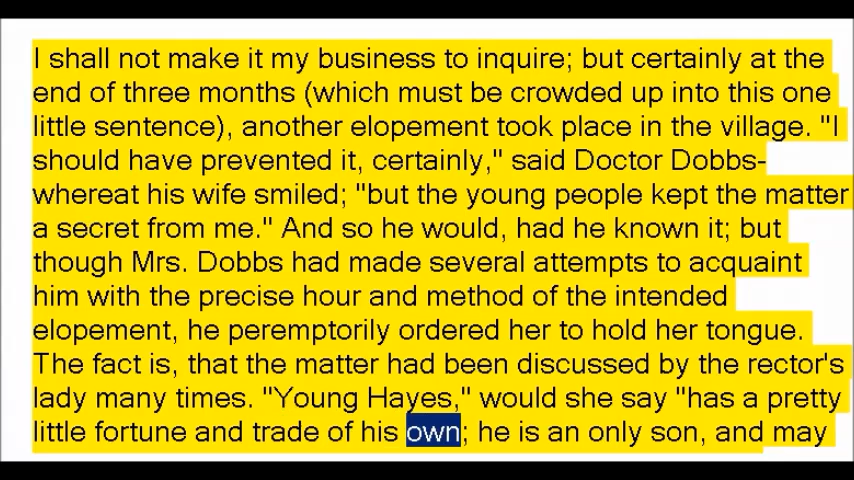 I shall not make it my business to inquire; but certainly at the
end of three months (which must be crowded up into this one
little sentence), another elopement took place in the village. "I
should have prevented it, certainly," said Doctor Dobbs-
whereat his wife smiled; "but the young people kept the matter
a secret from me." And so he would, had he known it; but
though Mrs. Dobbs had made several attempts to acquaint
him with the precise hour and method of the intended
elopement, he peremptorily ordered her to hold her tongue.
The fact is, that the matter had been discussed by the rector's
lady many times. "Young Hayes," would she say "has a pretty
little fortune and trade of his own; he is an only son, and may